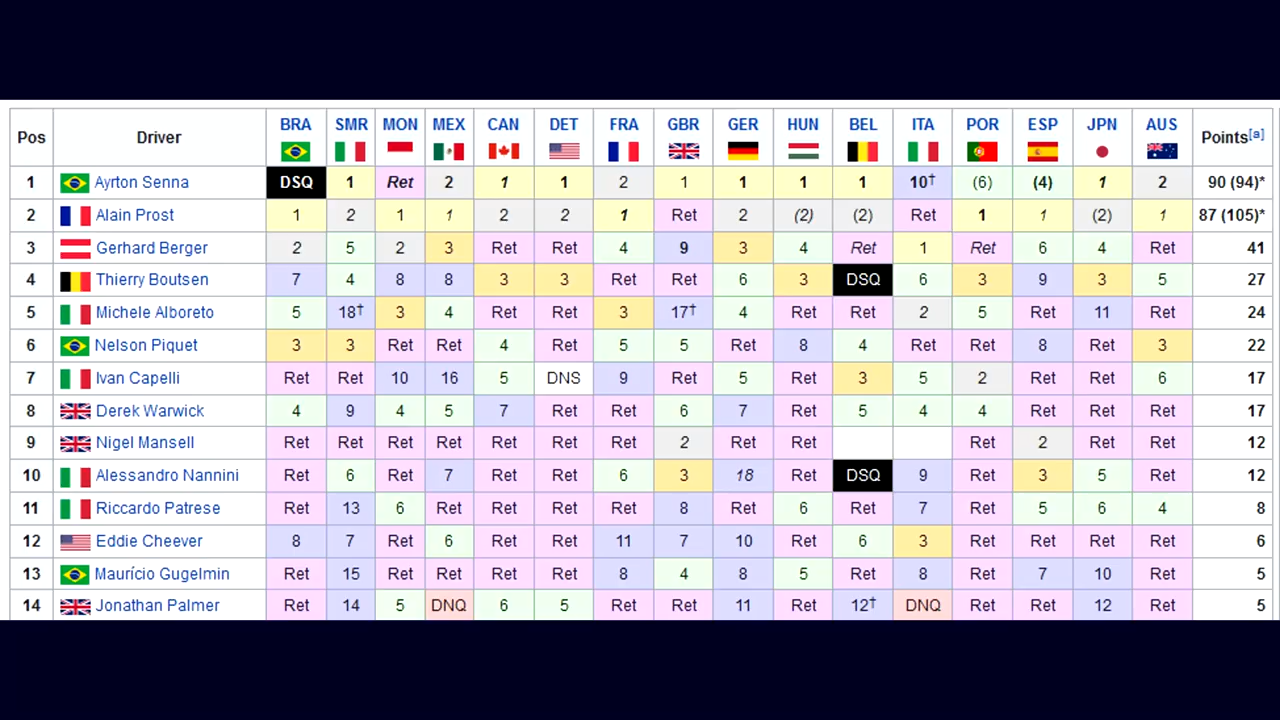 Pos Driver BRA SMR MON MEX CAN DET FRA GBR GER HUN BEL ITA POR ESP JPN AUS Points[a]
1 Ayrton Senna DSQ 1 Ret 2 1 1 2 1 1 1 1 10† (6) (4) 1 2 90 (94)*
2 Alain Prost 1 2 1 1 2 2 1 Ret 2 (2) (2) Ret 1 1 (2) 1 87 (105)*
3 Gerhard Berger 2 5 2 3 Ret Ret 4 9 3 4 Ret 1 Ret 6 4 Ret 41
4 Thierry Boutsen 7 4 8 8 3 3 Ret Ret 6 3 DSQ 6 3 9 3 5 27
5 Michele Alboreto 5 18† 3 4 Ret Ret 3 17† 4 Ret Ret 2 5 Ret 11 Ret 24
6 Nelson Piquet 3 3 Ret Ret 4 Ret 5 5 Ret 8 4 Ret Ret 8 Ret 3 22
7 Ivan Capelli Ret Ret 10 16 5 DNS 9 Ret 5 Ret 3 5 2 Ret Ret 6 17
8 Derek Warwick 4 9 4 5 7 Ret Ret 6 7 Ret 5 4 4 Ret Ret Ret 17
9 Nigel Mansell Ret Ret Ret Ret Ret Ret Ret 2 Ret Ret Ret 2 Ret Ret 12
10 Alessandro Nannini Ret 6 Ret 7 Ret Ret 6 3 18 Ret DSQ 9 Ret 3 5 Ret 12
11 Riccardo Patrese Ret 13 6 Ret Ret Ret Ret 8 Ret 6 Ret 7 Ret 5 6 4 8
12 Eddie Cheever 8 7 Ret 6 Ret Ret 11 7 10 Ret 6 3 Ret Ret Ret Ret 6
13 Maurício Gugelmin Ret 15 Ret Ret Ret Ret 8 4 8 5 Ret 8 Ret 7 10 Ret 5
14 Jonathan Palmer Ret 14 5 DNQ 6 5 Ret Ret 11 Ret 12† DNQ Ret Ret 12 Ret 5